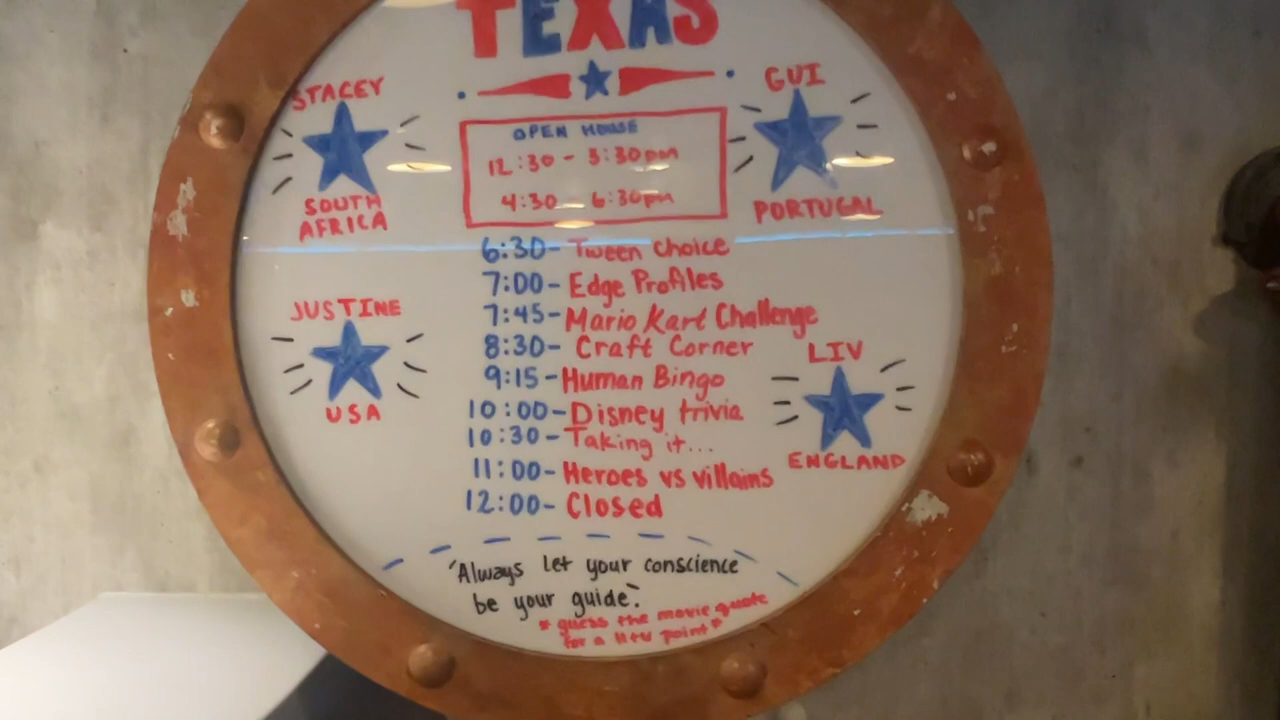 TEXAS
STACEY
SOUTH
AFRICA
GUI
PORTUGAL
OPEN HOUSE
12:30 - 3:30pm
4:30 - 6:30pm
6:30- Tween Choice
7:00- Edge Profiles
7:45- Mario Kart Challenge
8:30- Craft Corner
9:15- Human Bingo
10:00- Disney trivia
10:30- Taking it...
11:00- Heroes vs villains
12:00- Closed
JUSTINE
USA
LIV
ENGLAND
"Always let your conscience
be your guide".
*guess the movie quote
for a point*